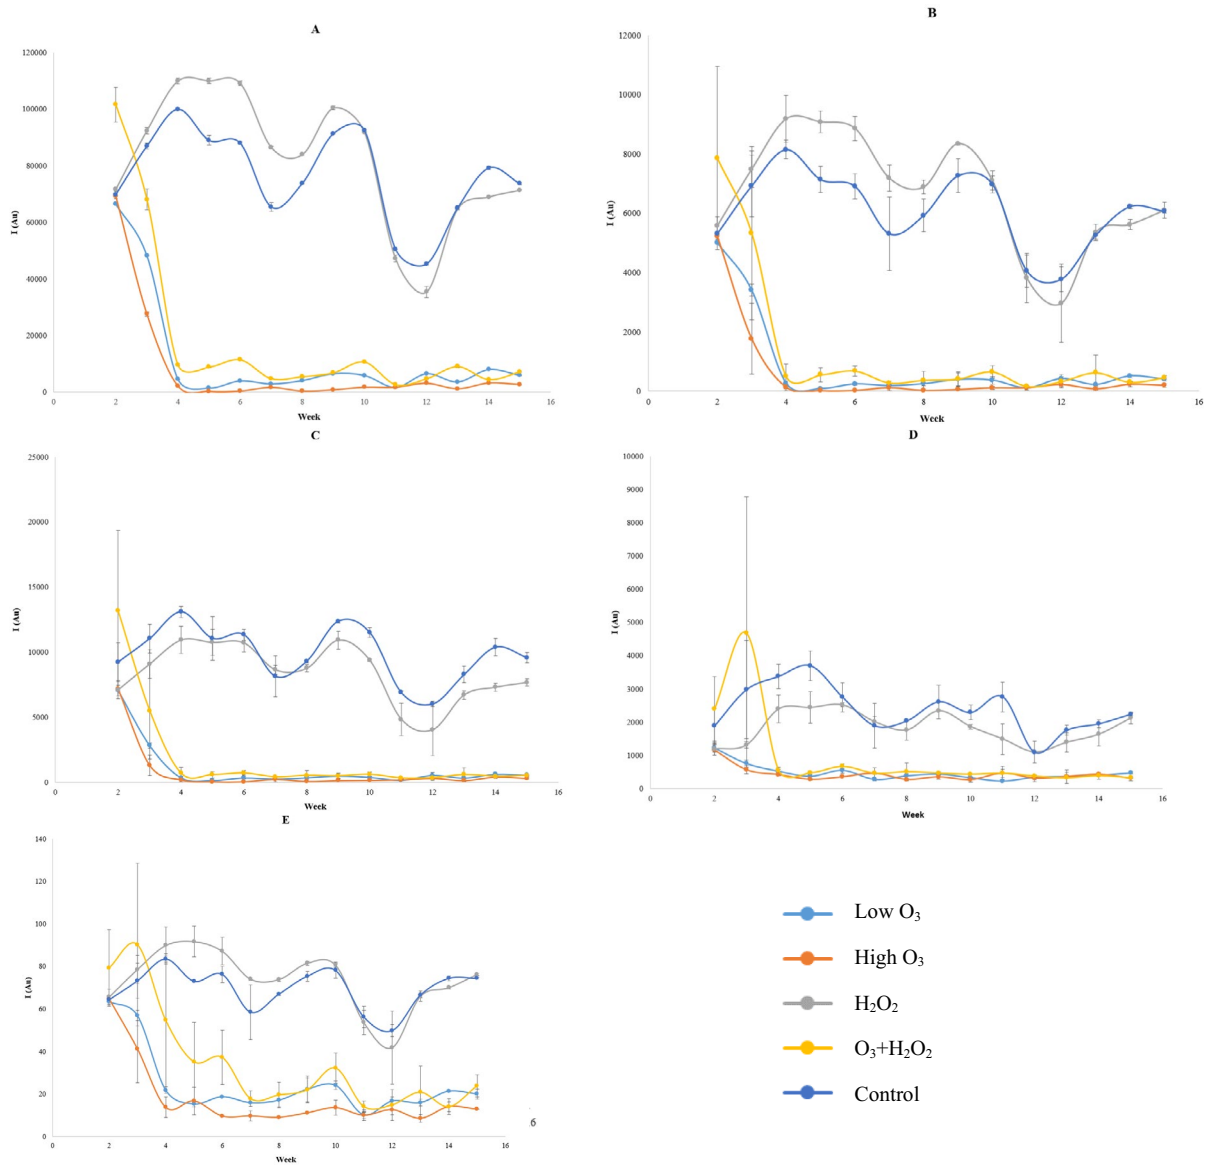 A
I (Au)
120000
100000
80000
60000
40000
20000
0
0 2 4 6 8 10 12 14 16
Week
B
I (Au)
12000
10000
8000
6000
4000
2000
0
0 2 4 6 8 10 12 14 16
Week
C
I (Au)
25000
20000
15000
10000
5000
0
0 2 4 6 8 10 12 14 16
Week
D
I (Au)
10000
9000
8000
7000
6000
5000
4000
3000
2000
1000
0
0 2 4 6 8 10 12 14 16
Week
E
I (Au)
140
120
100
80
60
40
20
0
0 2 4 6 8 10 12 14 16
Week
6
Low O₃
High O₃
H₂O₂
O₃+H₂O₂
Control